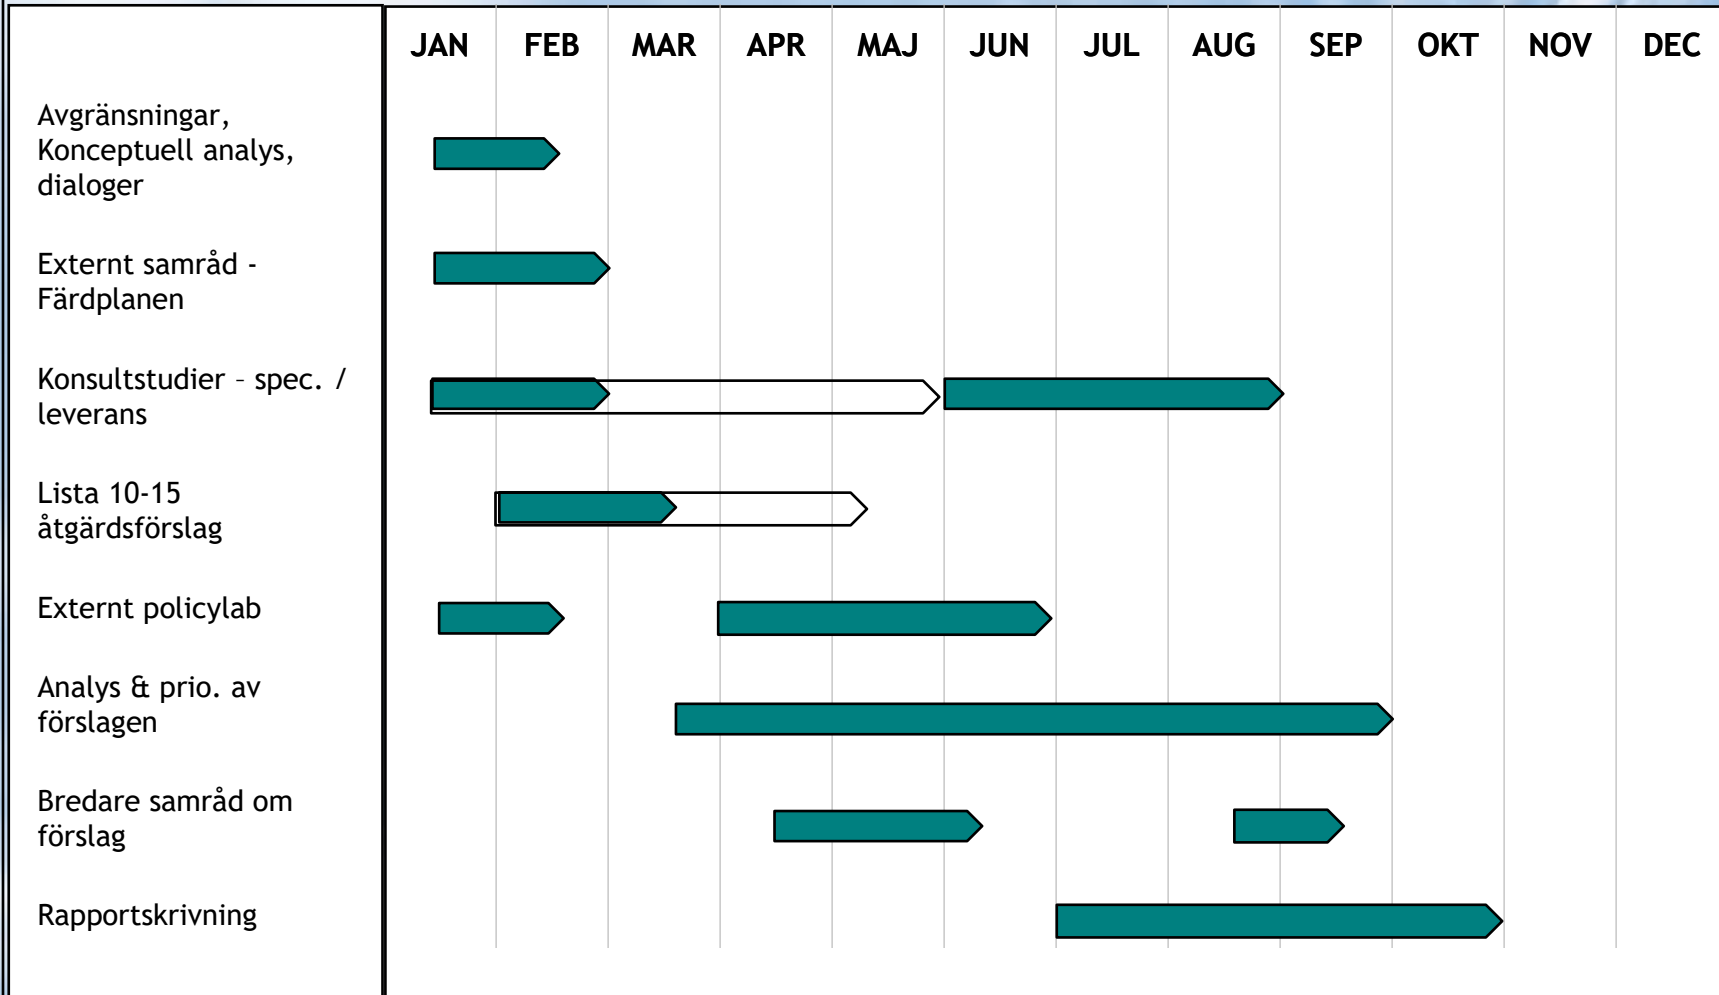 JAN FEB MAR APR MAJ JUN JUL AUG SEP OKT NOV DEC
Avgränsningar,
Konceptuell analys,
dialoger
Externt samråd -
Färdplanen
Konsultstudier – spec. /
leverans
Lista 10-15
åtgärdsförslag
Externt policylab
Analys & prio. av
förslagen
Bredare samråd om
förslag
Rapportskrivning